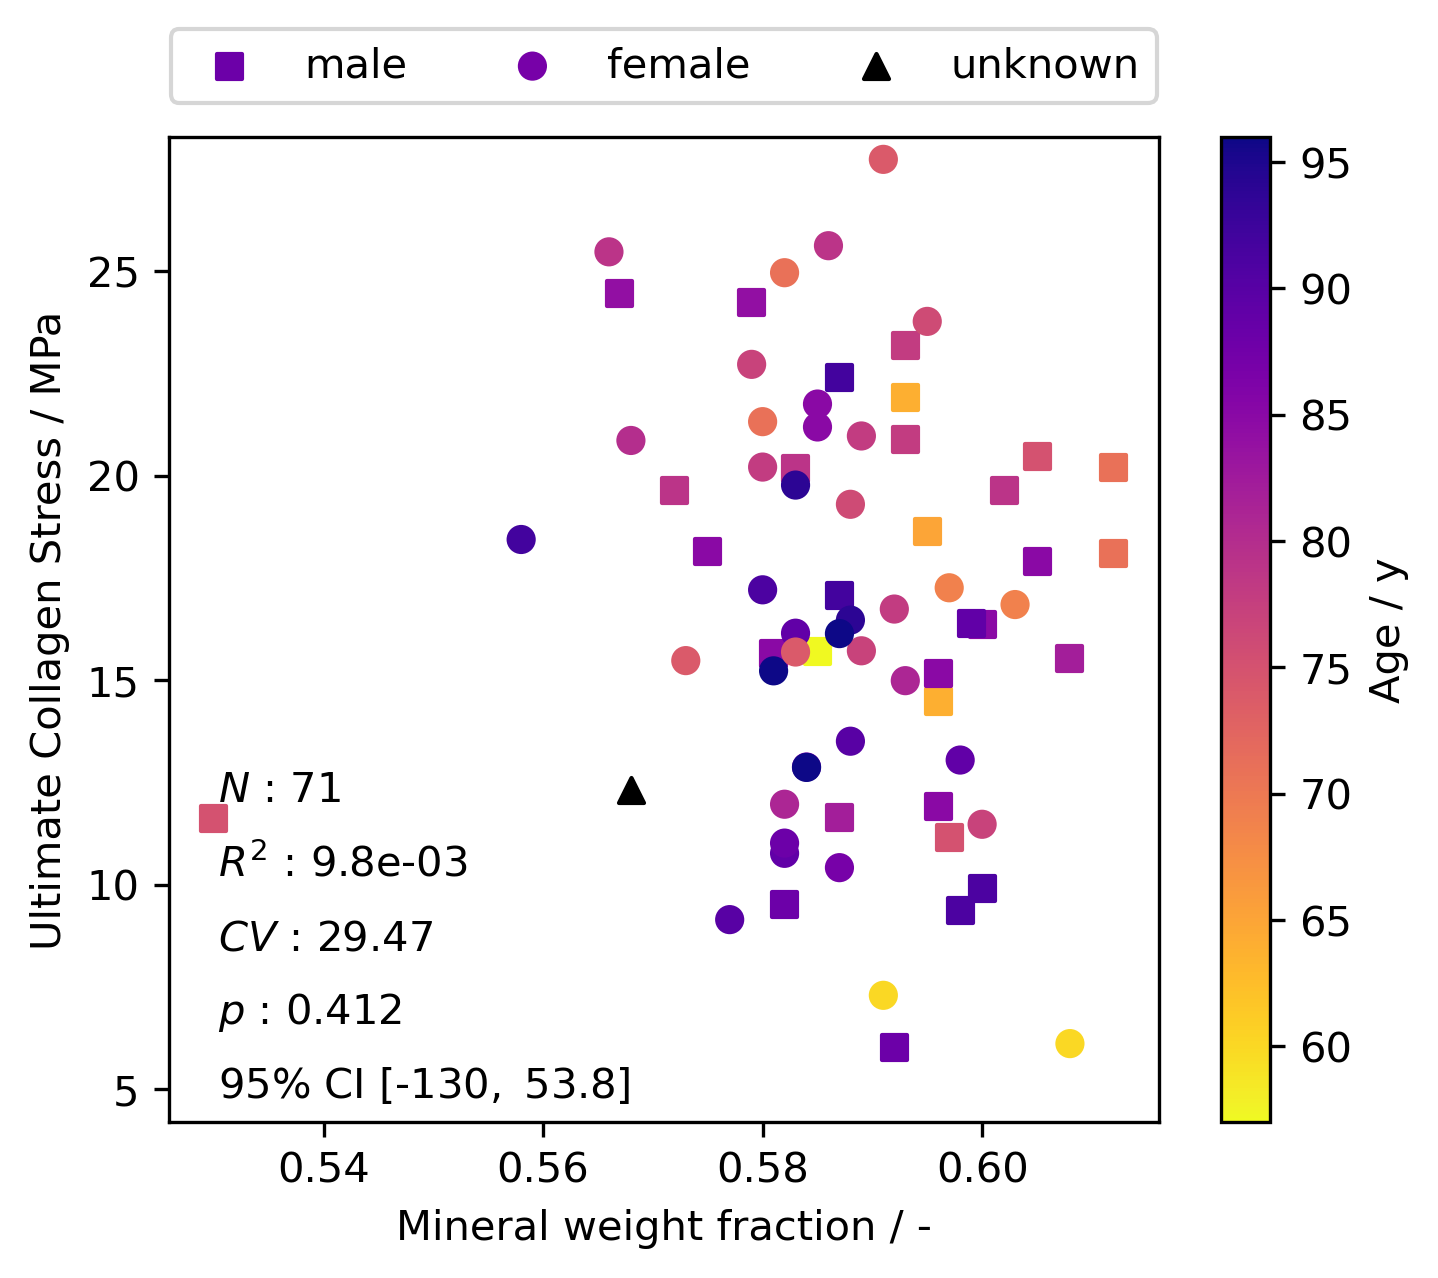 male female unknown
25
20
15
10
5
Ultimate Collagen Stress / MPa
N : 71
R² : 9.8e-03
CV : 29.47
p : 0.412
95% CI [-130, 53.8]
0.54 0.56 0.58 0.60
Mineral weight fraction / -
95
90
85
80
75
70
65
60
Age / y